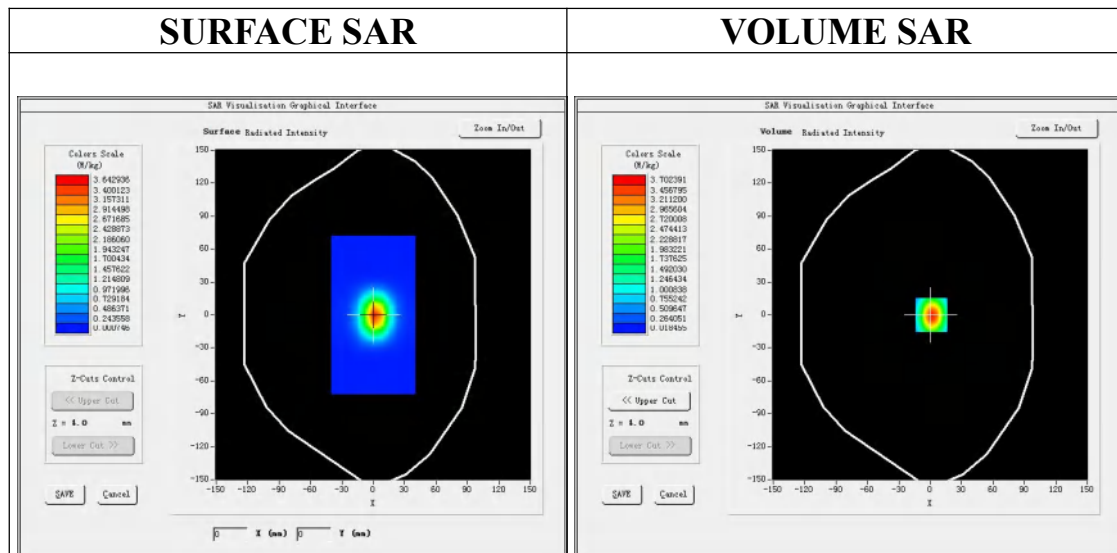 SURFACE SAR
VOLUME SAR
SAR Visualisation Graphical Interface
Surface Radiated Intensity
Zoom In/Out
Colors Scale
(W/kg)
3.642936
3.400123
3.157311
2.914498
2.671685
2.428873
2.186060
1.943247
1.700434
1.457622
1.214809
0.971996
0.729184
0.486371
0.243558
0.000746
150
120
90
60
30
0
-30
-60
-90
-120
-150
Y
-150 -120 -90 -60 -30 0 30 60 90 120 150
X
Z-Cuts Control
<< Upper Cut
Z = 4.0 mm
Lower Cut >>
SAVE Cancel
0 X (mm) 0 Y (mm)
SAR Visualisation Graphical Interface
Volume Radiated Intensity
Zoom In/Out
Colors Scale
(W/kg)
3.702391
3.456795
3.211200
2.965604
2.720008
2.474413
2.228817
1.983221
1.737625
1.492030
1.246434
1.000838
0.755242
0.509647
0.264051
0.018455
150
120
90
60
30
0
-30
-60
-90
-120
-150
Y
-150 -120 -90 -60 -30 0 30 60 90 120 150
X
Z-Cuts Control
<< Upper Cut
Z = 4.0 mm
Lower Cut >>
SAVE Cancel